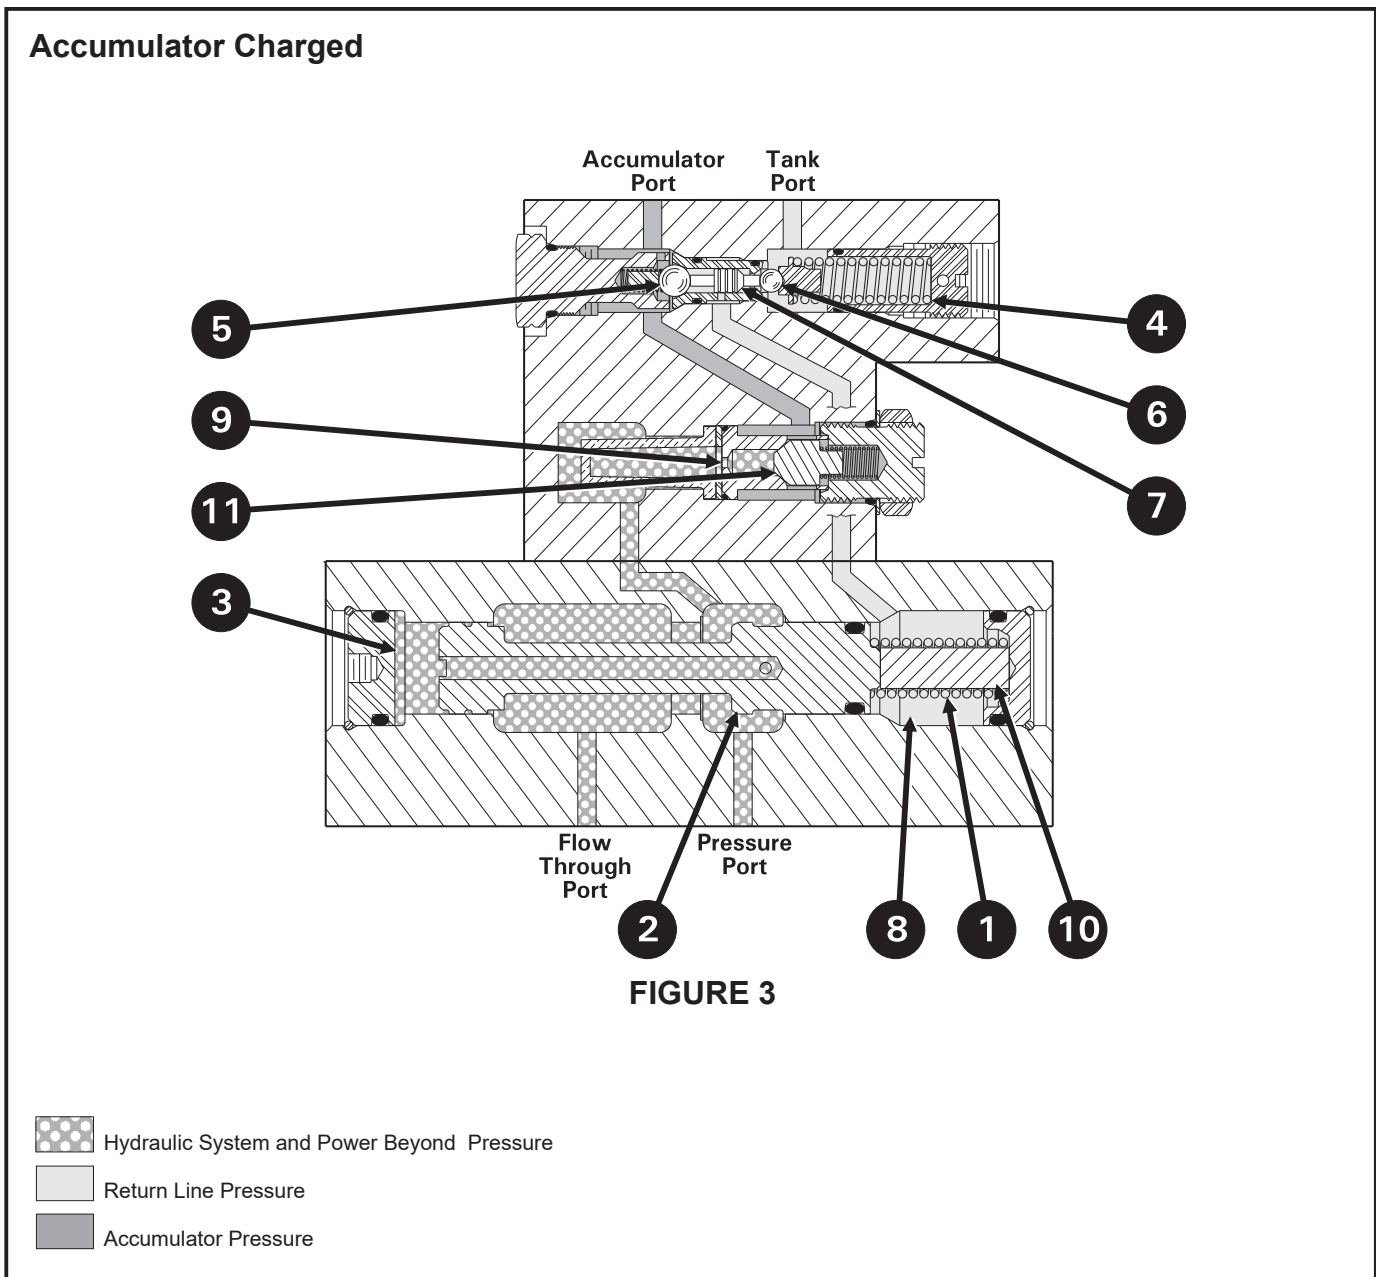 Accumulator Charged
Accumulator
Port
Tank
Port
5
4
9
6
11
7
3
Flow
Through
Port
Pressure
Port
2
8
1
10
FIGURE 3
Hydraulic System and Power Beyond Pressure
Return Line Pressure
Accumulator Pressure